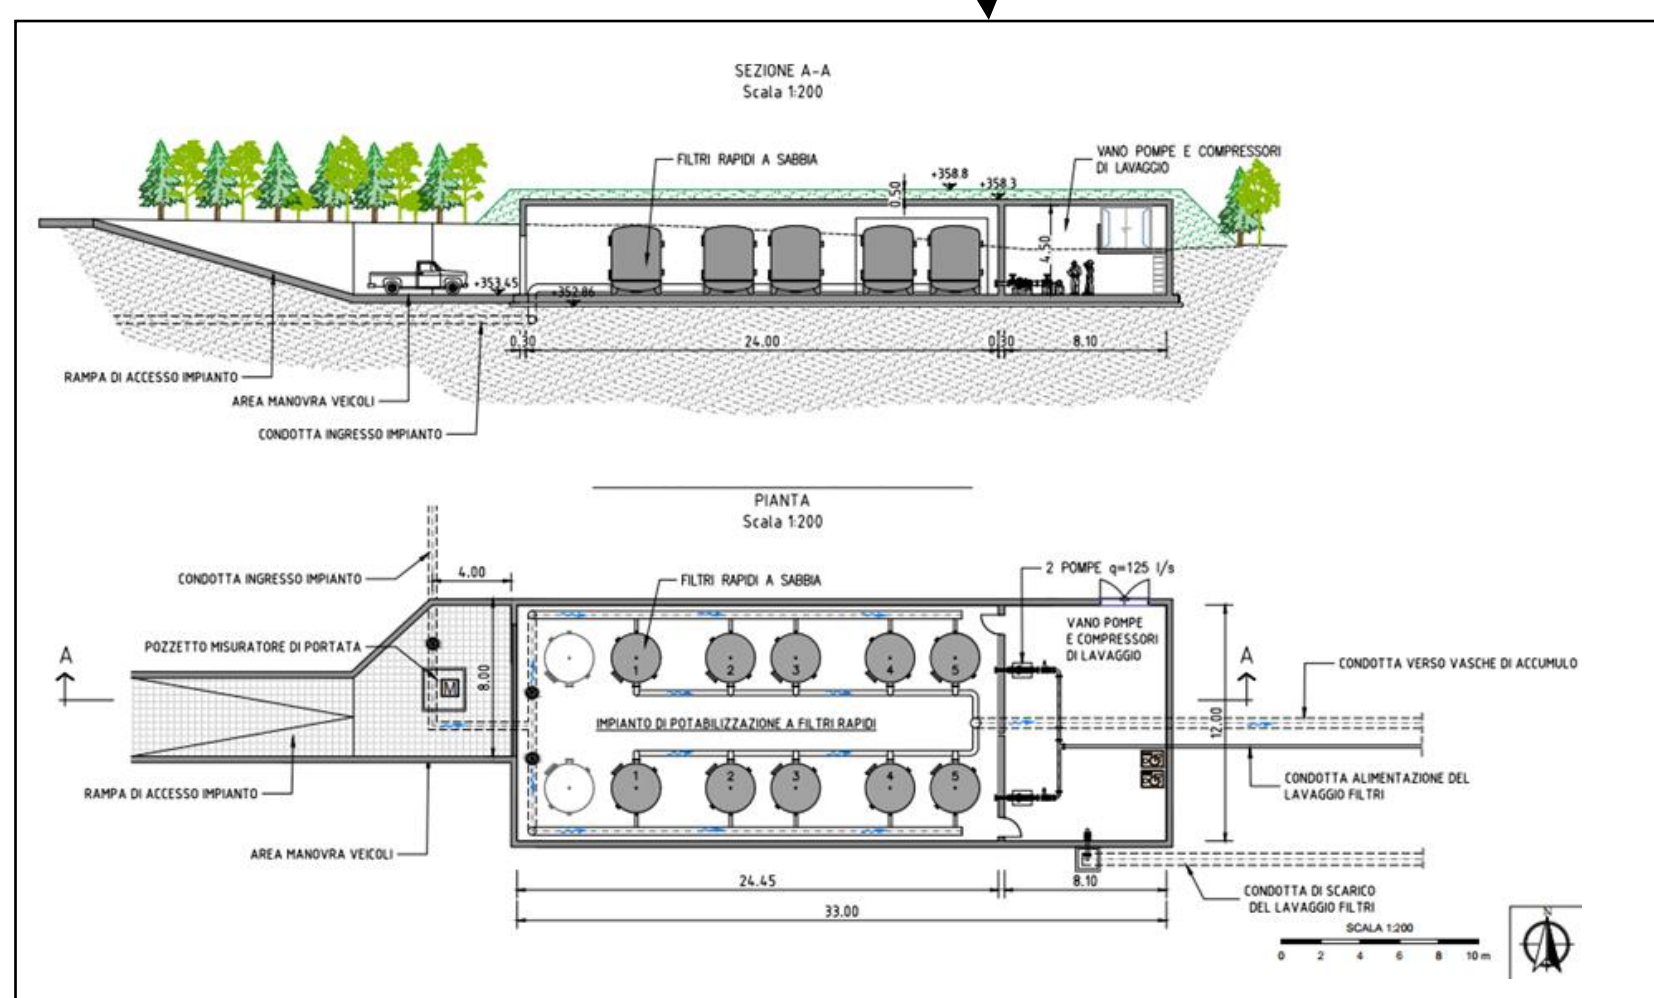 SEZIONE A-A
Scala 1:200
FILTRI RAPIDI A SABBIA
VANO POMPE E COMPRESSORI
DI LAVAGGIO
+358.8
+358.3
0.50
4.50
+353.45
+352.86
0.30
24.00
0.30
8.10
RAMPA DI ACCESSO IMPIANTO
AREA MANOVRA VEICOLI
CONDOTTA INGRESSO IMPIANTO
PIANTA
Scala 1:200
CONDOTTA INGRESSO IMPIANTO
4.00
FILTRI RAPIDI A SABBIA
2 POMPE q=125 l/s
POZZETTO MISURATORE DI PORTATA
VANO POMPE
E COMPRESSORI
DI LAVAGGIO
A
A
CONDOTTA VERSO VASCHE DI ACCUMULO
1
2
3
4
5
M
8.00
IMPIANTO DI POTABILIZZAZIONE A FILTRI RAPIDI
12.00
1
2
3
4
5
CONDOTTA ALIMENTAZIONE DEL
LAVAGGIO FILTRI
RAMPA DI ACCESSO IMPIANTO
AREA MANOVRA VEICOLI
24.45
8.10
33.00
CONDOTTA DI SCARICO
DEL LAVAGGIO FILTRI
SCALA 1:200
0 2 4 6 8 10 m
N